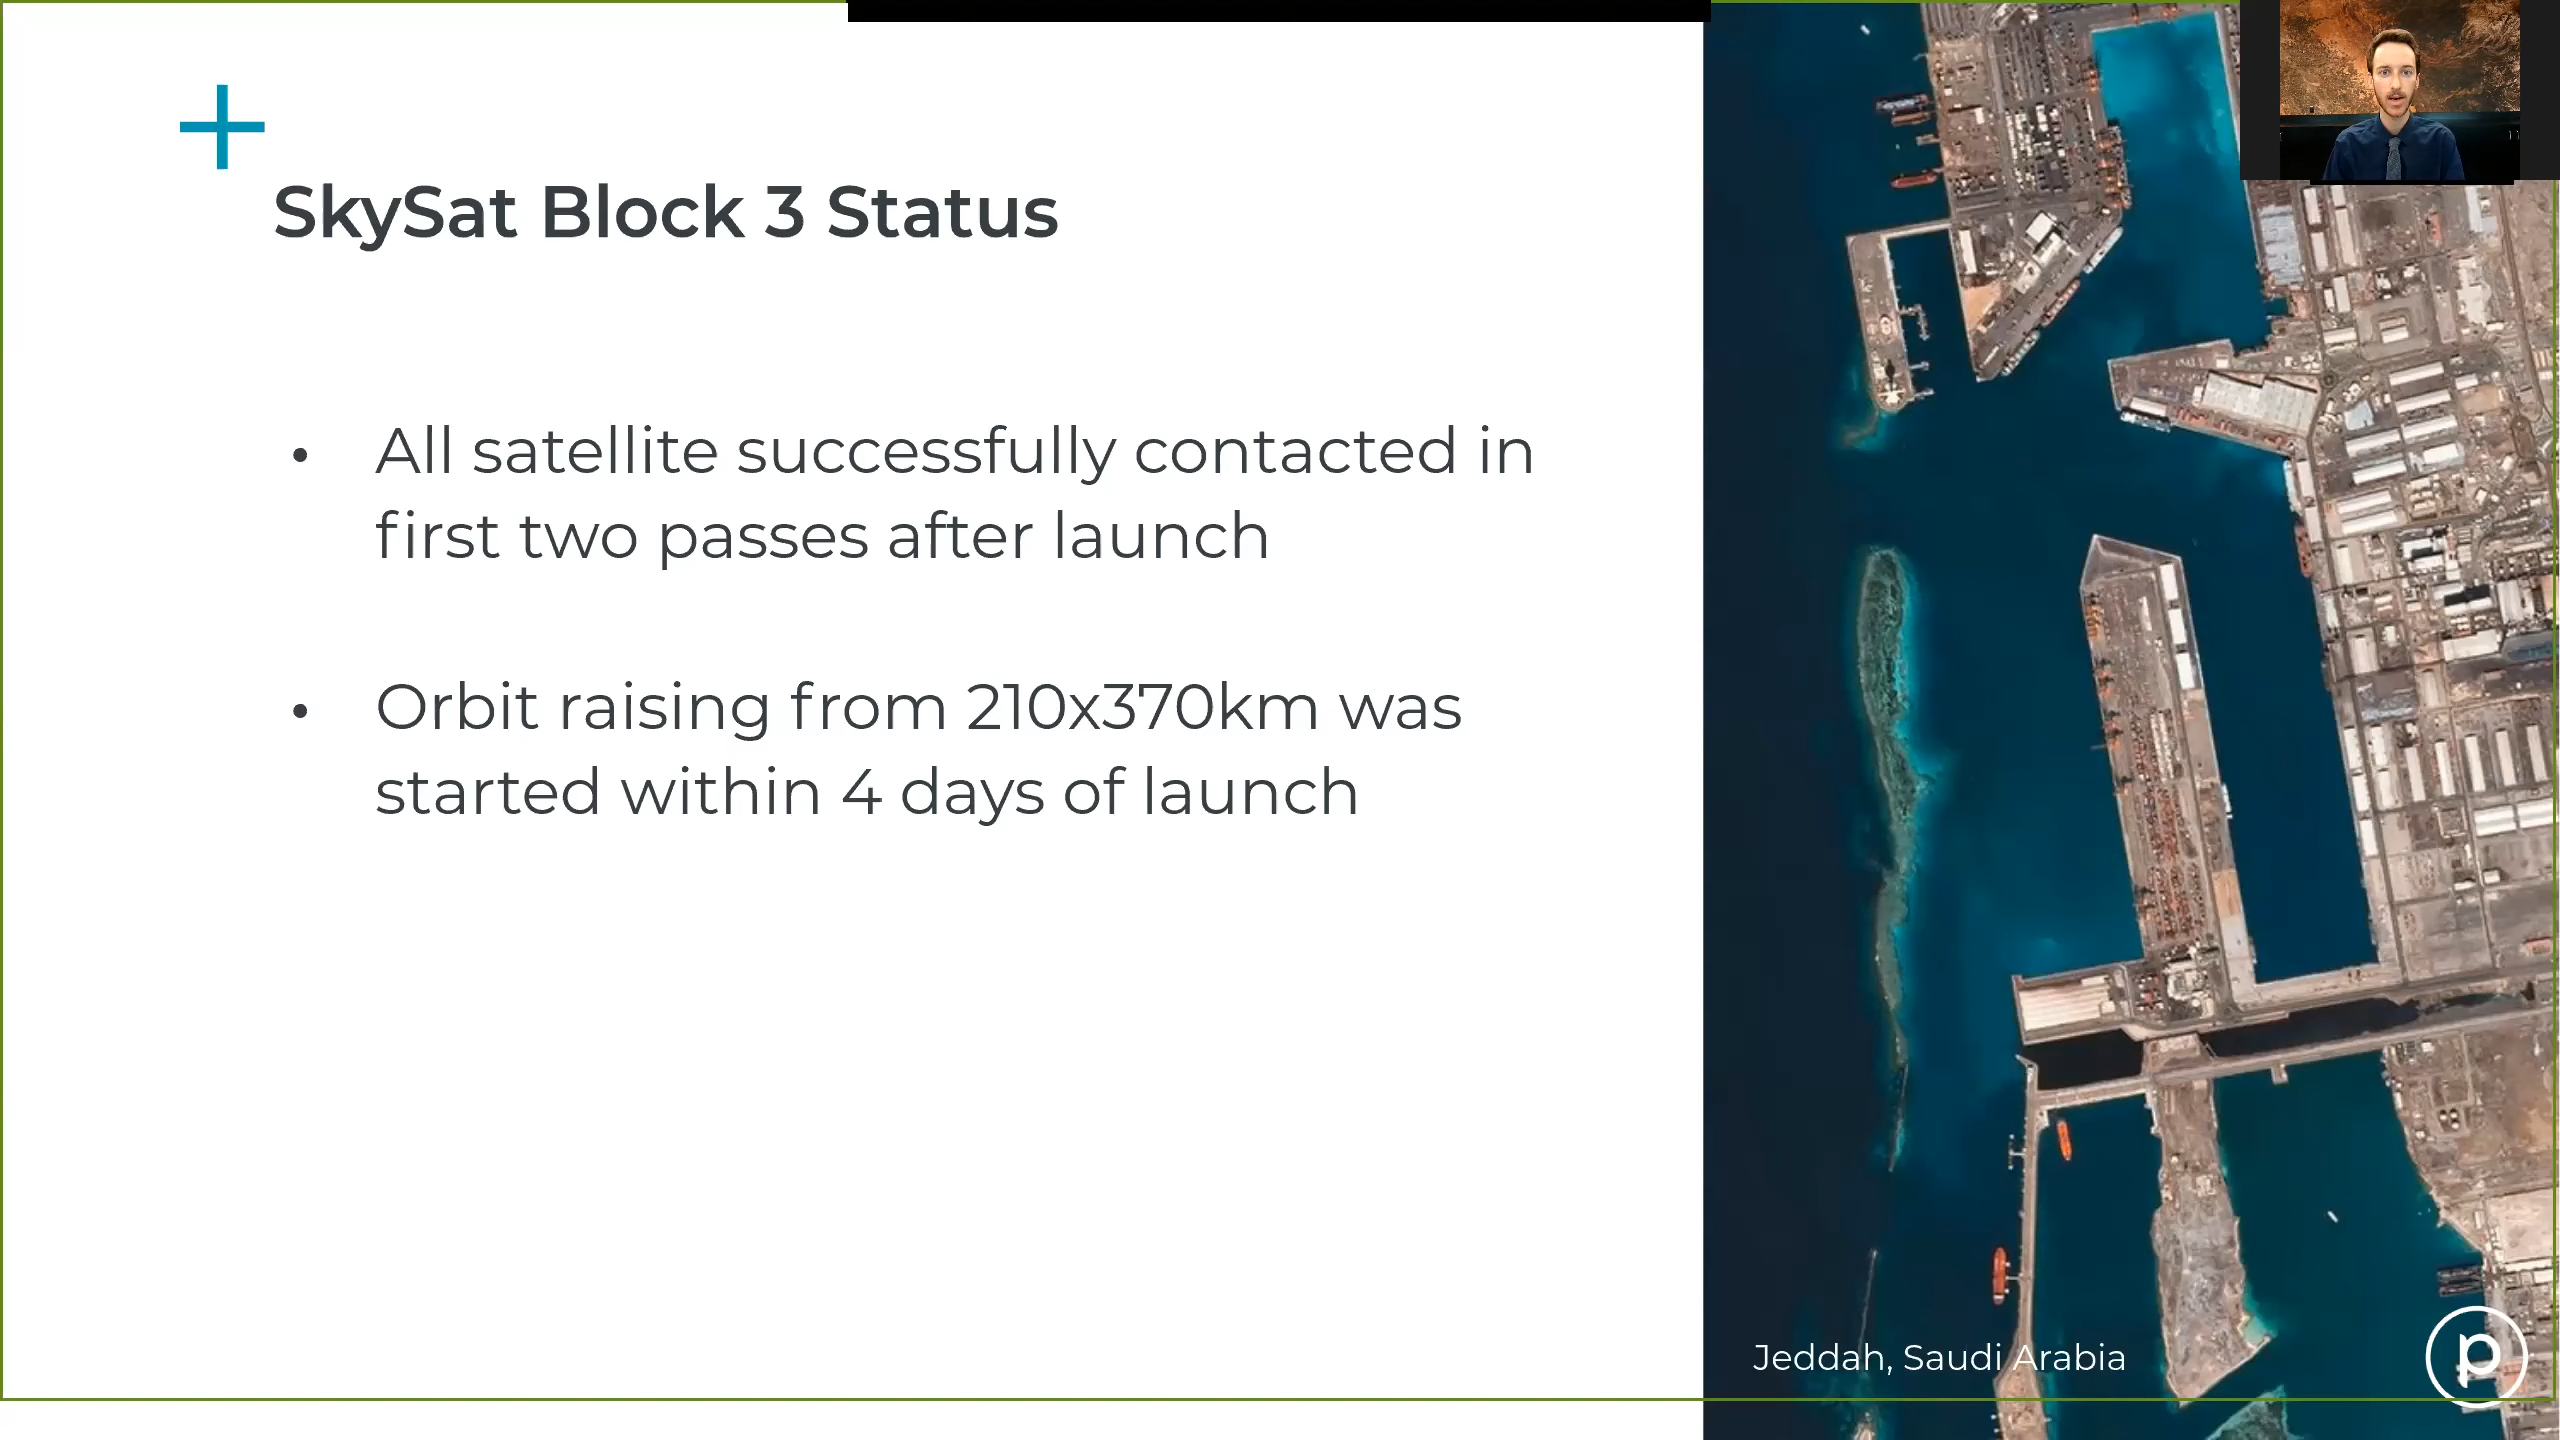 SkySat Block 3 Status
• All satellite successfully contacted in
first two passes after launch
• Orbit raising from 210x370km was
started within 4 days of launch
Jeddah, Saudi Arabia
p